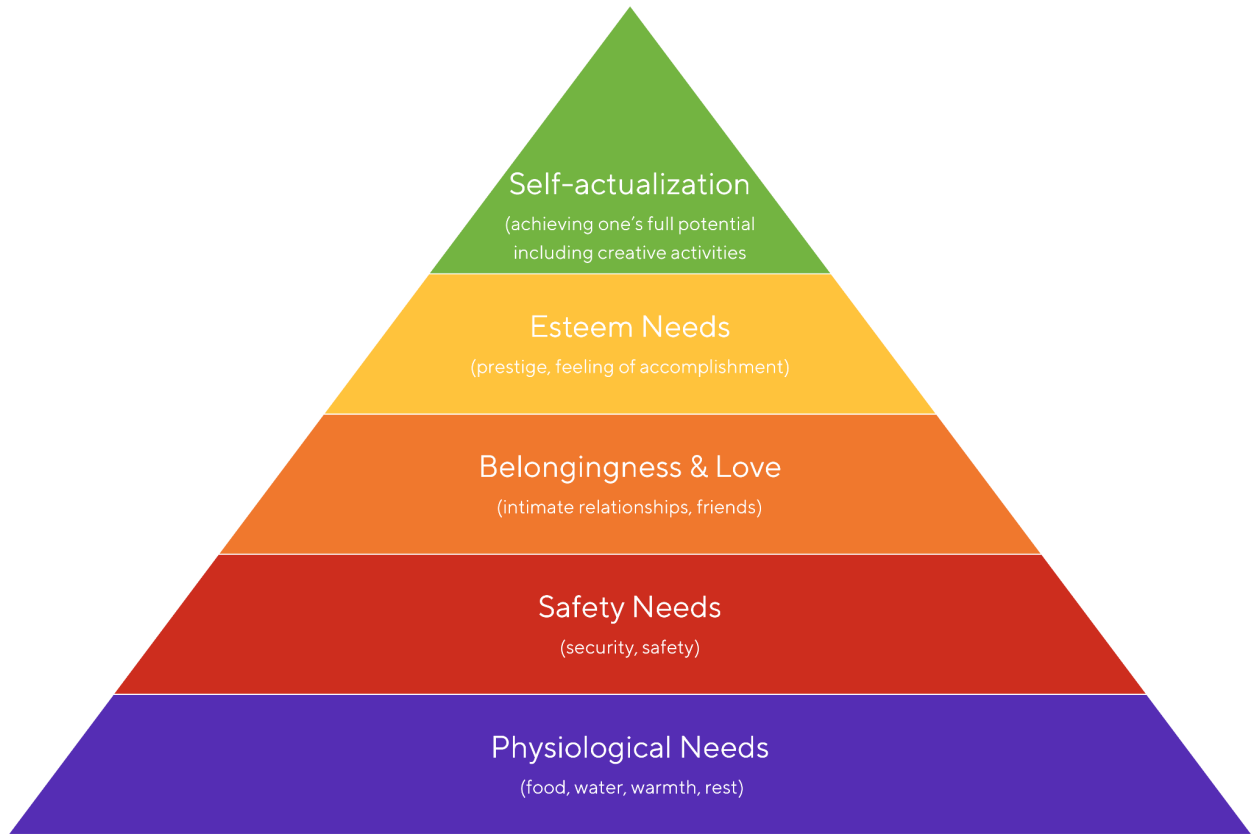 Self-actualization
(achieving one’s full potential
including creative activities
Esteem Needs
(prestige, feeling of accomplishment)
Belongingness & Love
(intimate relationships, friends)
Safety Needs
(security, safety)
Physiological Needs
(food, water, warmth, rest)